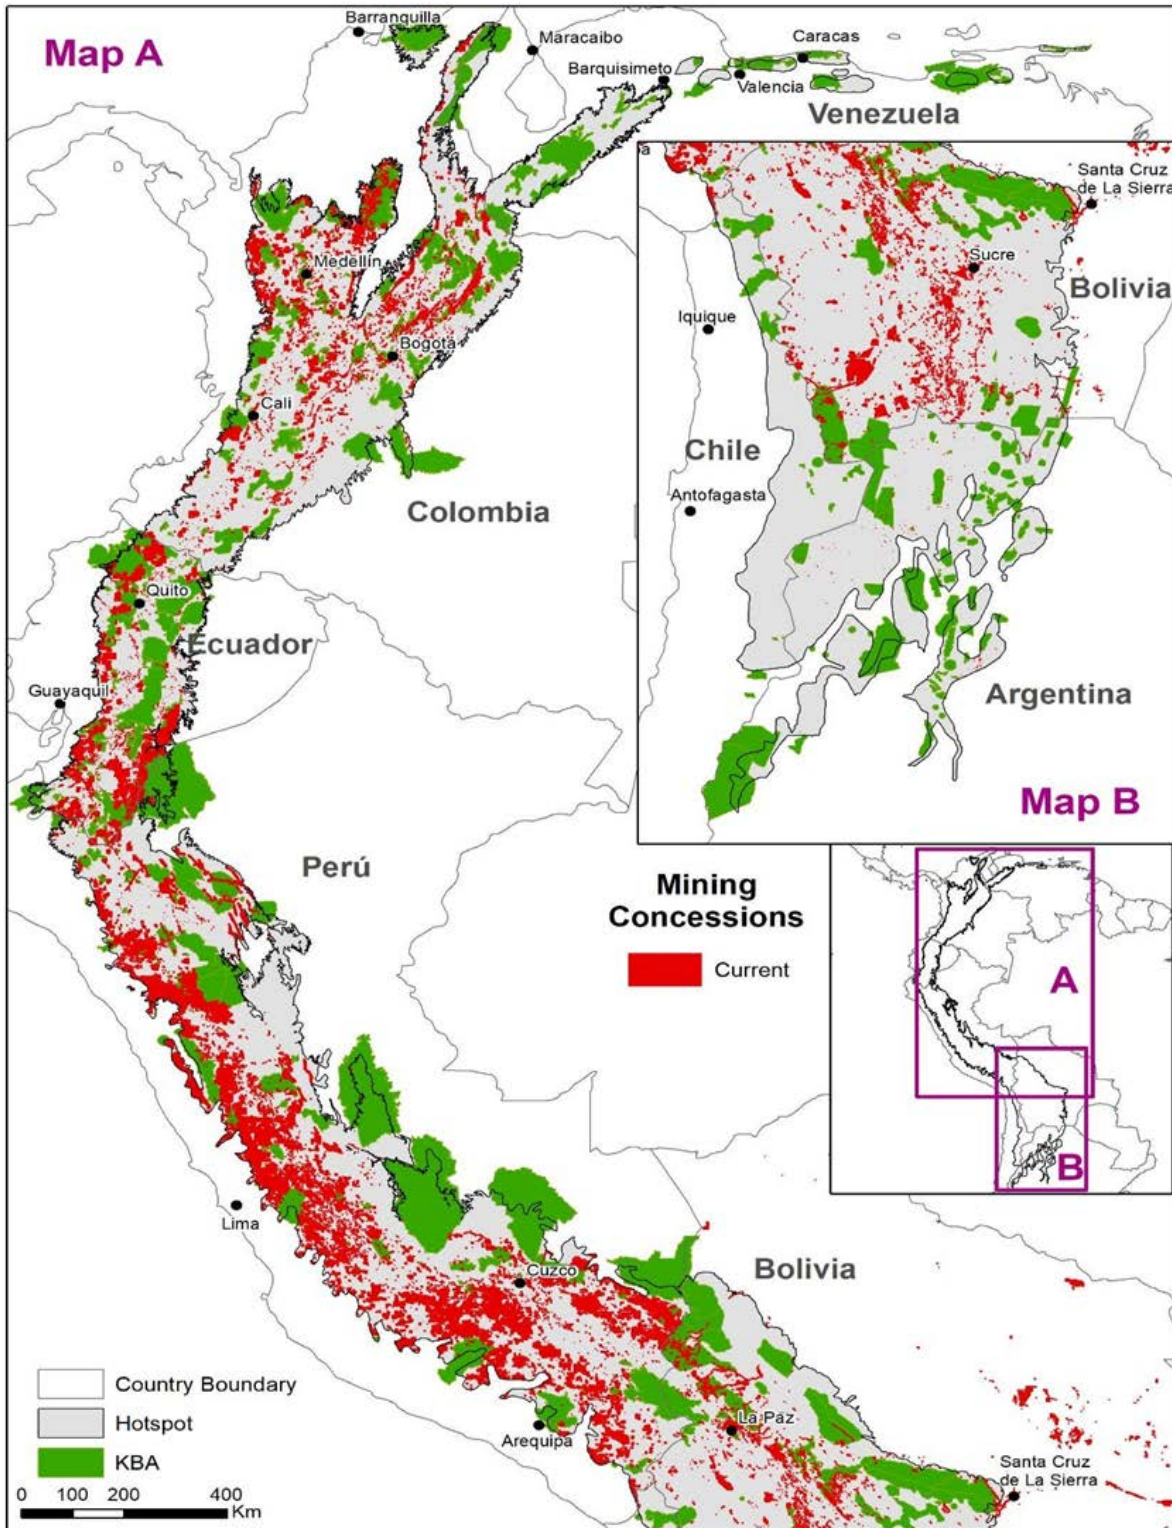 Map A
Barranquilla
Maracaibo
Caracas
Barquisimeto
Valencia
Venezuela
Santa Cruz
de La Sierra
Medellín
Sucre
Bolivia
Iquique
Bogotá
Cali
Chile
Antofagasta
Colombia
Quito
Ecuador
Guayaquil
Argentina
Map B
Perú
Mining
Concessions
Current
A
B
Lima
Cuzco
Bolivia
Country Boundary
Hotspot
KBA
La Paz
Arequipa
Santa Cruz
de La Sierra
0 100 200 400
Km